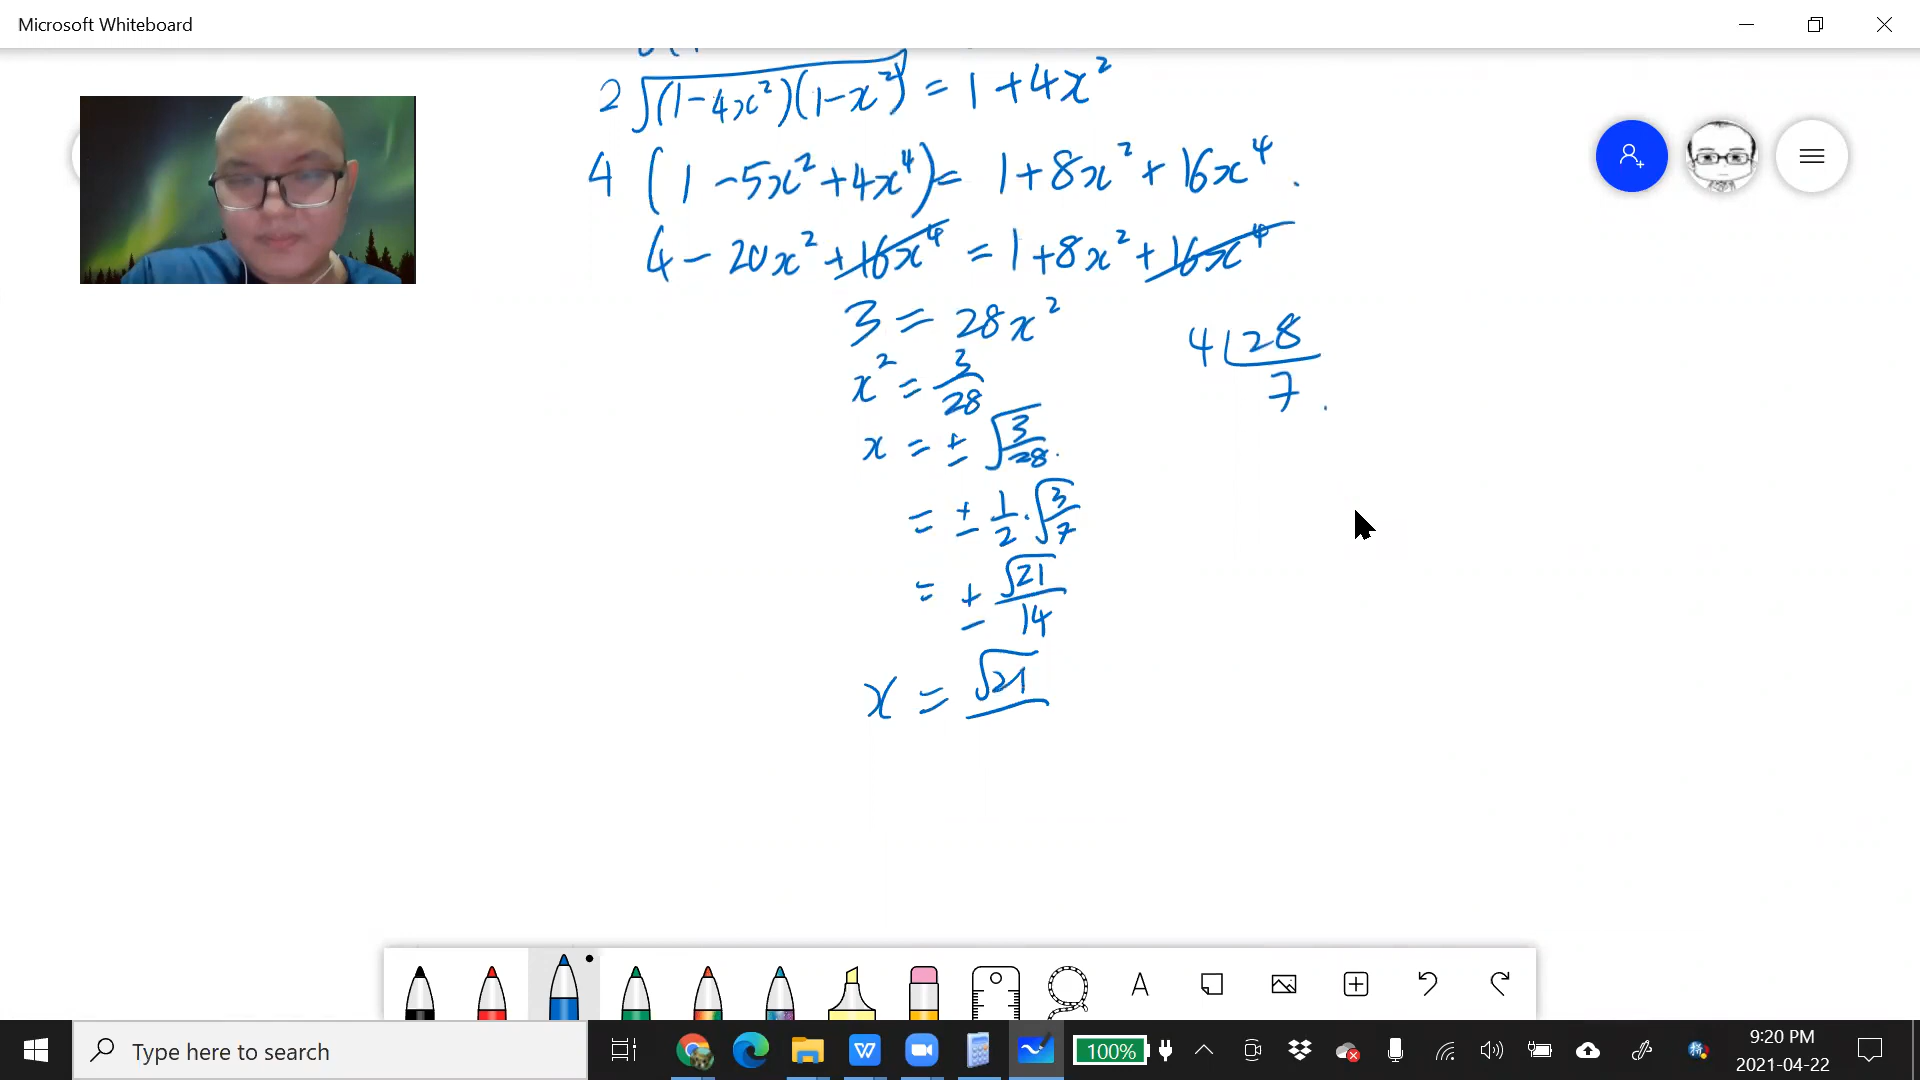 Microsoft Whiteboard
2√(1-4x²)(1-x²) = 1+4x²
4(1-5x²+4x⁴) = 1+8x²+16x⁴.
4-20x²+16x⁴ = 1+8x²+16x⁴
3 = 28x²
4 28
7.
x² = 3/28
x = ± √3/28.
= ± 1/2 · √3/7
= ± √21/14
x = √21
A
W
100%
Type here to search
9:20 PM
2021-04-22